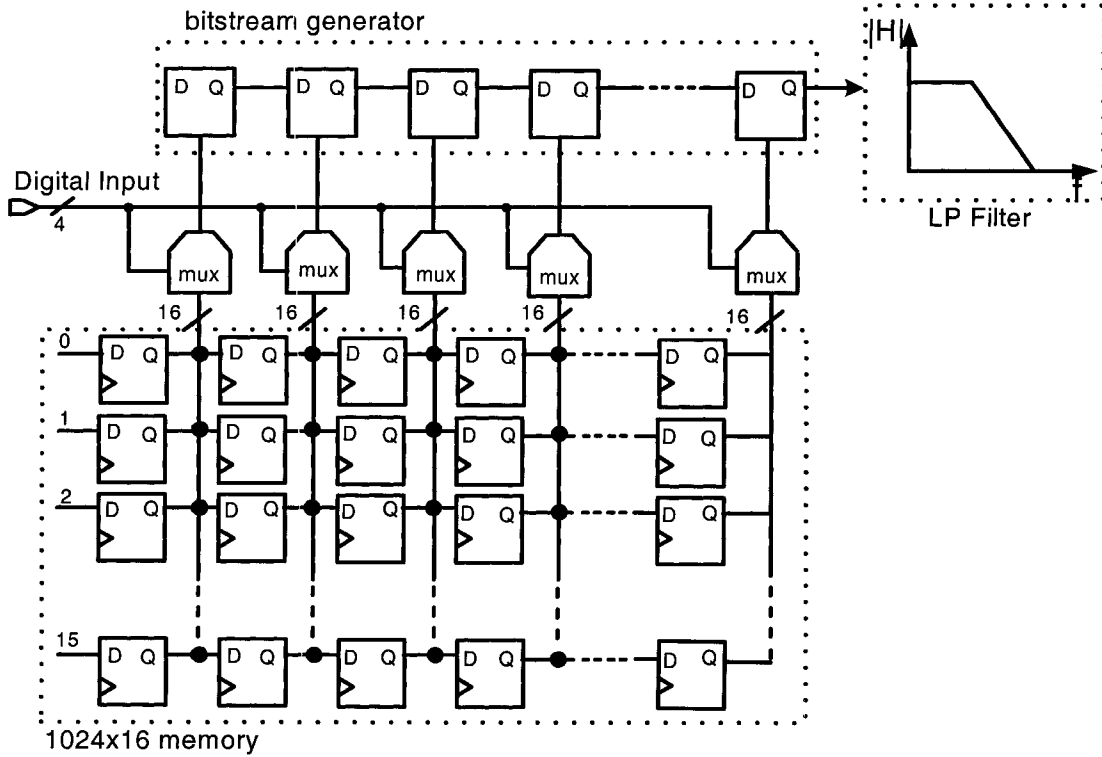 bitstream generator
|H|
D Q D Q D Q D Q D Q
f
LP Filter
Digital Input
4
mux mux mux mux mux
16 16 16 16 16
0
D Q D Q D Q D Q D Q
1
D Q D Q D Q D Q D Q
2
D Q D Q D Q D Q D Q
15
D Q D Q D Q D Q D Q
1024x16 memory